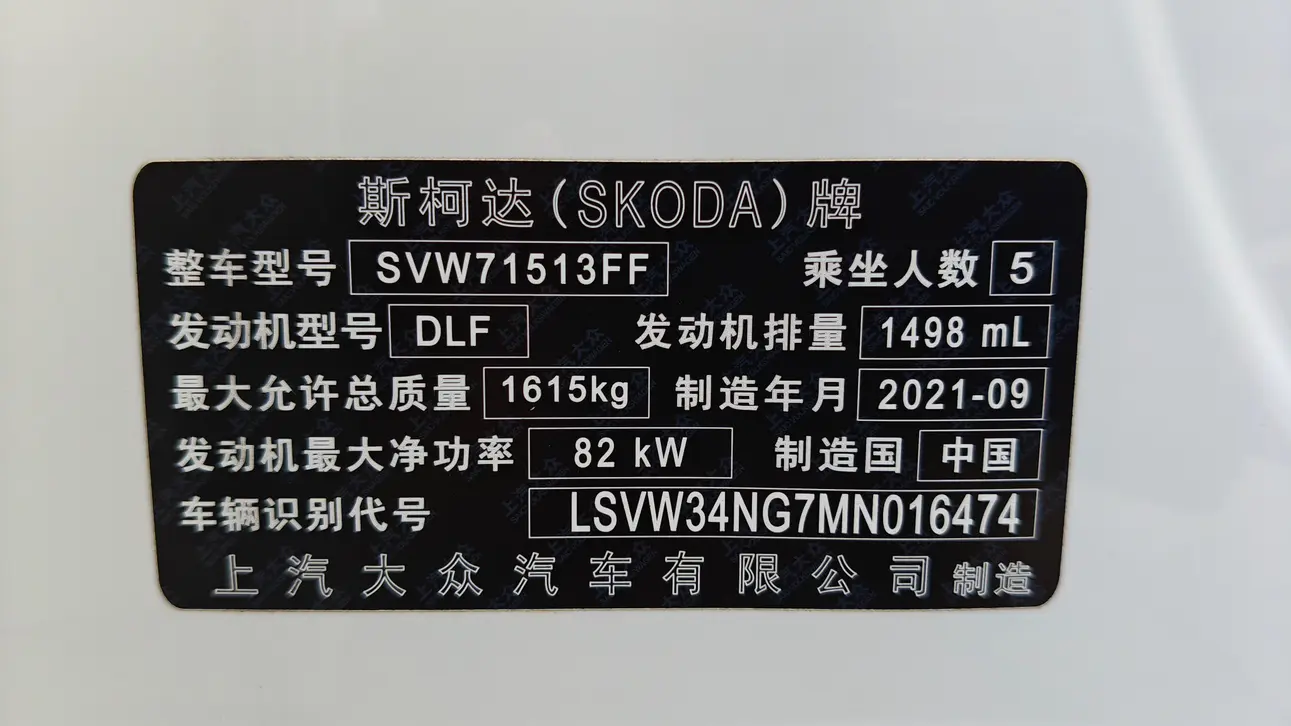 斯柯达(SKODA)牌
整车型号 SVW71513FF 乘坐人数 5
发动机型号 DLF 发动机排量 1498 mL
最大允许总质量 1615kg 制造年月 2021-09
发动机最大净功率 82 kW 制造国 中国
车辆识别代号 LSVW34NG7MN016474
上汽大众汽车有限公司 制造